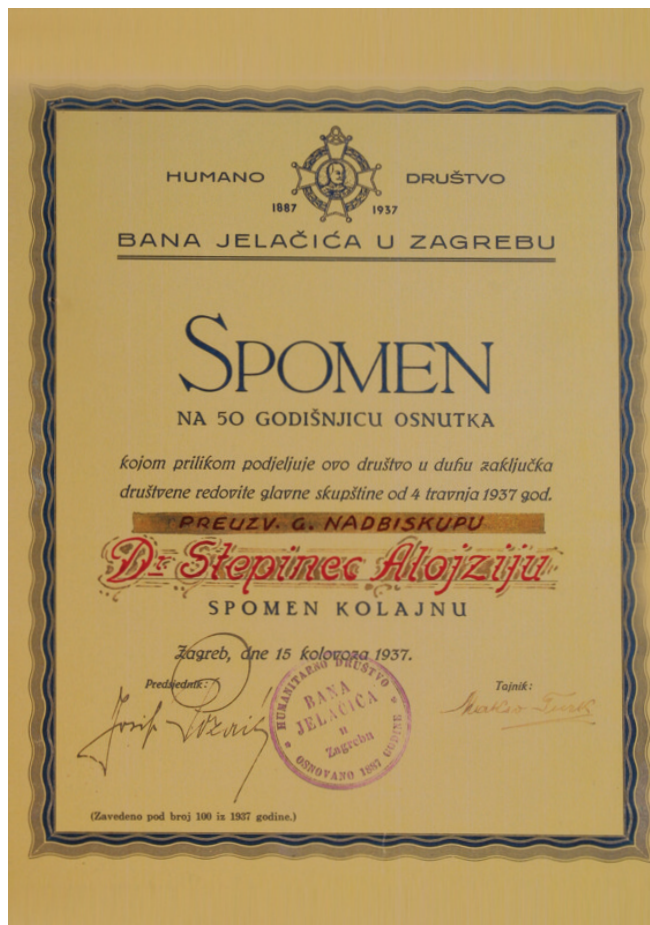 HUMANO DRUŠTVO
1887 1937
BANA JELAČIĆA U ZAGREBU
SPOMEN
NA 50 GODIŠNJICU OSNUTKA
kojom prilikom podjeljuje ovo društvo u duhu zaključka
društvene redovite glavne skupštine od 4 travnja 1937 god.
PREUZV. G. NADBISKUPU
Dr Stepinec Alojziju
SPOMEN KOLAJNU
Zagreb, dne 15 kolovoza 1937.
Predsjednik:
Tajnik:
Josip
HUMANITARNO DRUŠTVO
BANA
JELAČIĆA
u
Zagrebu
OSNOVANO 1887 GODINE
(Zavedeno pod broj 100 iz 1937 godine.)